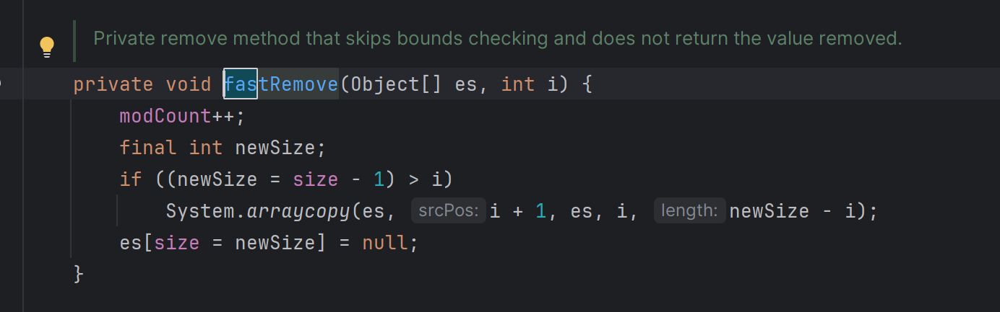 Private remove method that skips bounds checking and does not return the value removed.
private void fastRemove(Object[] es, int i) {
modCount++;
final int newSize;
if ((newSize = size - 1) > i)
System.arraycopy(es, srcPos: i + 1, es, i, length: newSize - i);
es[size = newSize] = null;
}